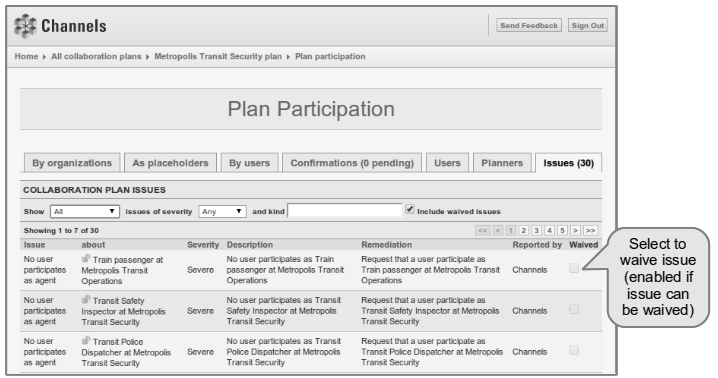 Channels
Send Feedback Sign Out
Home All collaboration plans Metropolis Transit Security plan Plan participation
Plan Participation
By organizations As placeholders By users Confirmations (0 pending) Users Planners Issues (30)
COLLABORATION PLAN ISSUES
Show All issues of severity Any and kind Include waived issues
Showing 1 to 7 of 30 << < 1 2 3 4 5 > >>
Issue about Severity Description Remediation Reported by Waived
No user participates as agent Train passenger at Metropolis Transit Operations Severe No user participates as Train passenger at Metropolis Transit Operations Request that a user participate as Train passenger at Metropolis Transit Operations Channels
No user participates as agent Transit Safety Inspector at Metropolis Transit Security Severe No user participates as Transit Safety Inspector at Metropolis Transit Security Request that a user participate as Transit Safety Inspector at Metropolis Transit Security Channels
No user participates as agent Transit Police Dispatcher at Metropolis Transit Security Severe No user participates as Transit Police Dispatcher at Metropolis Transit Security Request that a user participate as Transit Police Dispatcher at Metropolis Transit Security Channels
Select to
waive issue
(enabled if
issue can
be waived)